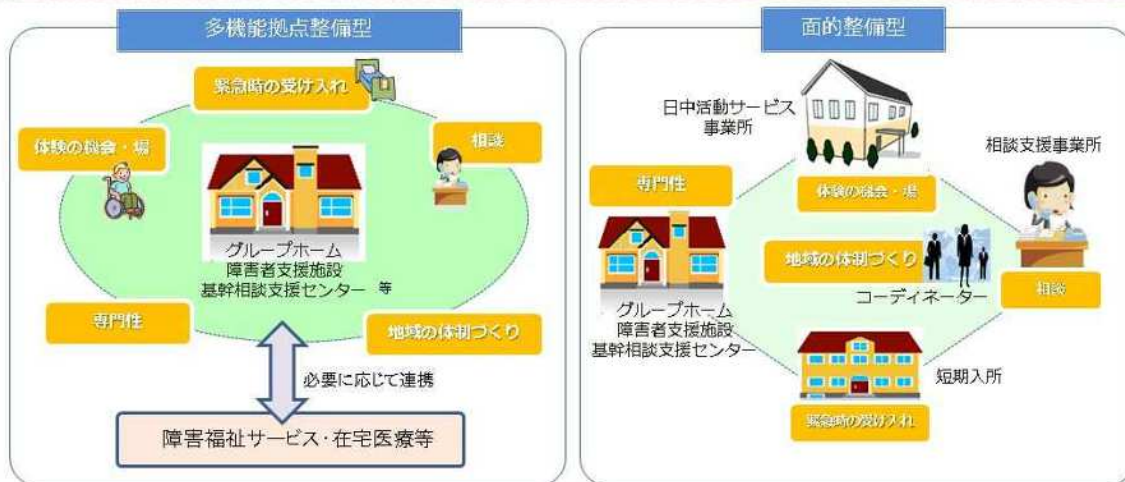 多機能拠点整備型
緊急時の受け入れ
体験の機会・場
相談
グループホーム
障害者支援施設
基幹相談支援センター 等
専門性
地域の体制づくり
必要に応じて連携
障害福祉サービス・在宅医療等
面的整備型
日中活動サービス
事業所
相談支援事業所
専門性
体験の機会・場
地域の体制づくり
コーディネーター
相談
グループホーム
障害者支援施設
基幹相談支援センター
短期入所
緊急時の受け入れ